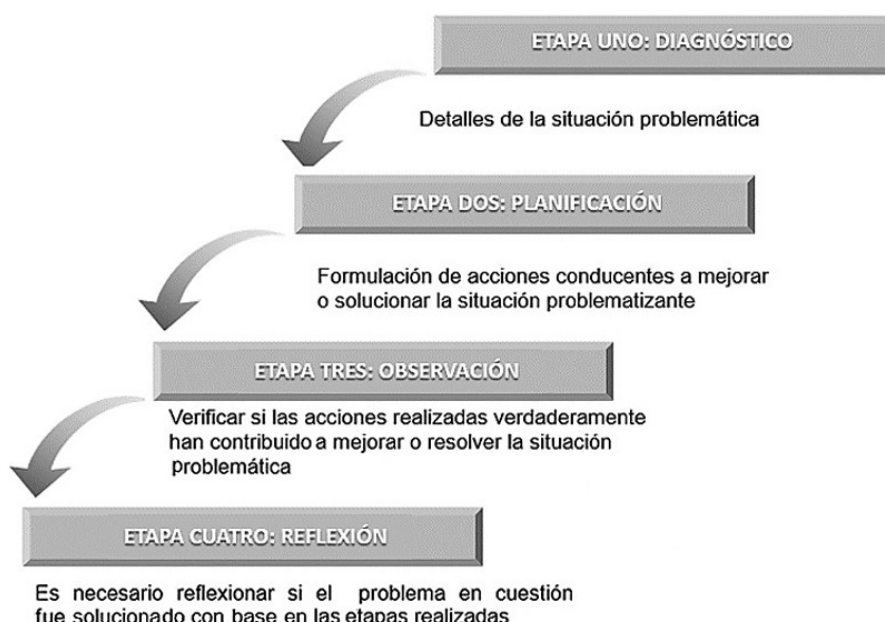 ETAPA UNO: DIAGNÓSTICO
Detalles de la situación problemática
ETAPA DOS: PLANIFICACIÓN
Formulación de acciones conducentes a mejorar
o solucionar la situación problematizante
ETAPA TRES: OBSERVACIÓN
Verificar si las acciones realizadas verdaderamente
han contribuido a mejorar o resolver la situación
problemática
ETAPA CUATRO: REFLEXIÓN
Es necesario reflexionar si el problema en cuestión
fue solucionado con base en las etapas realizadas